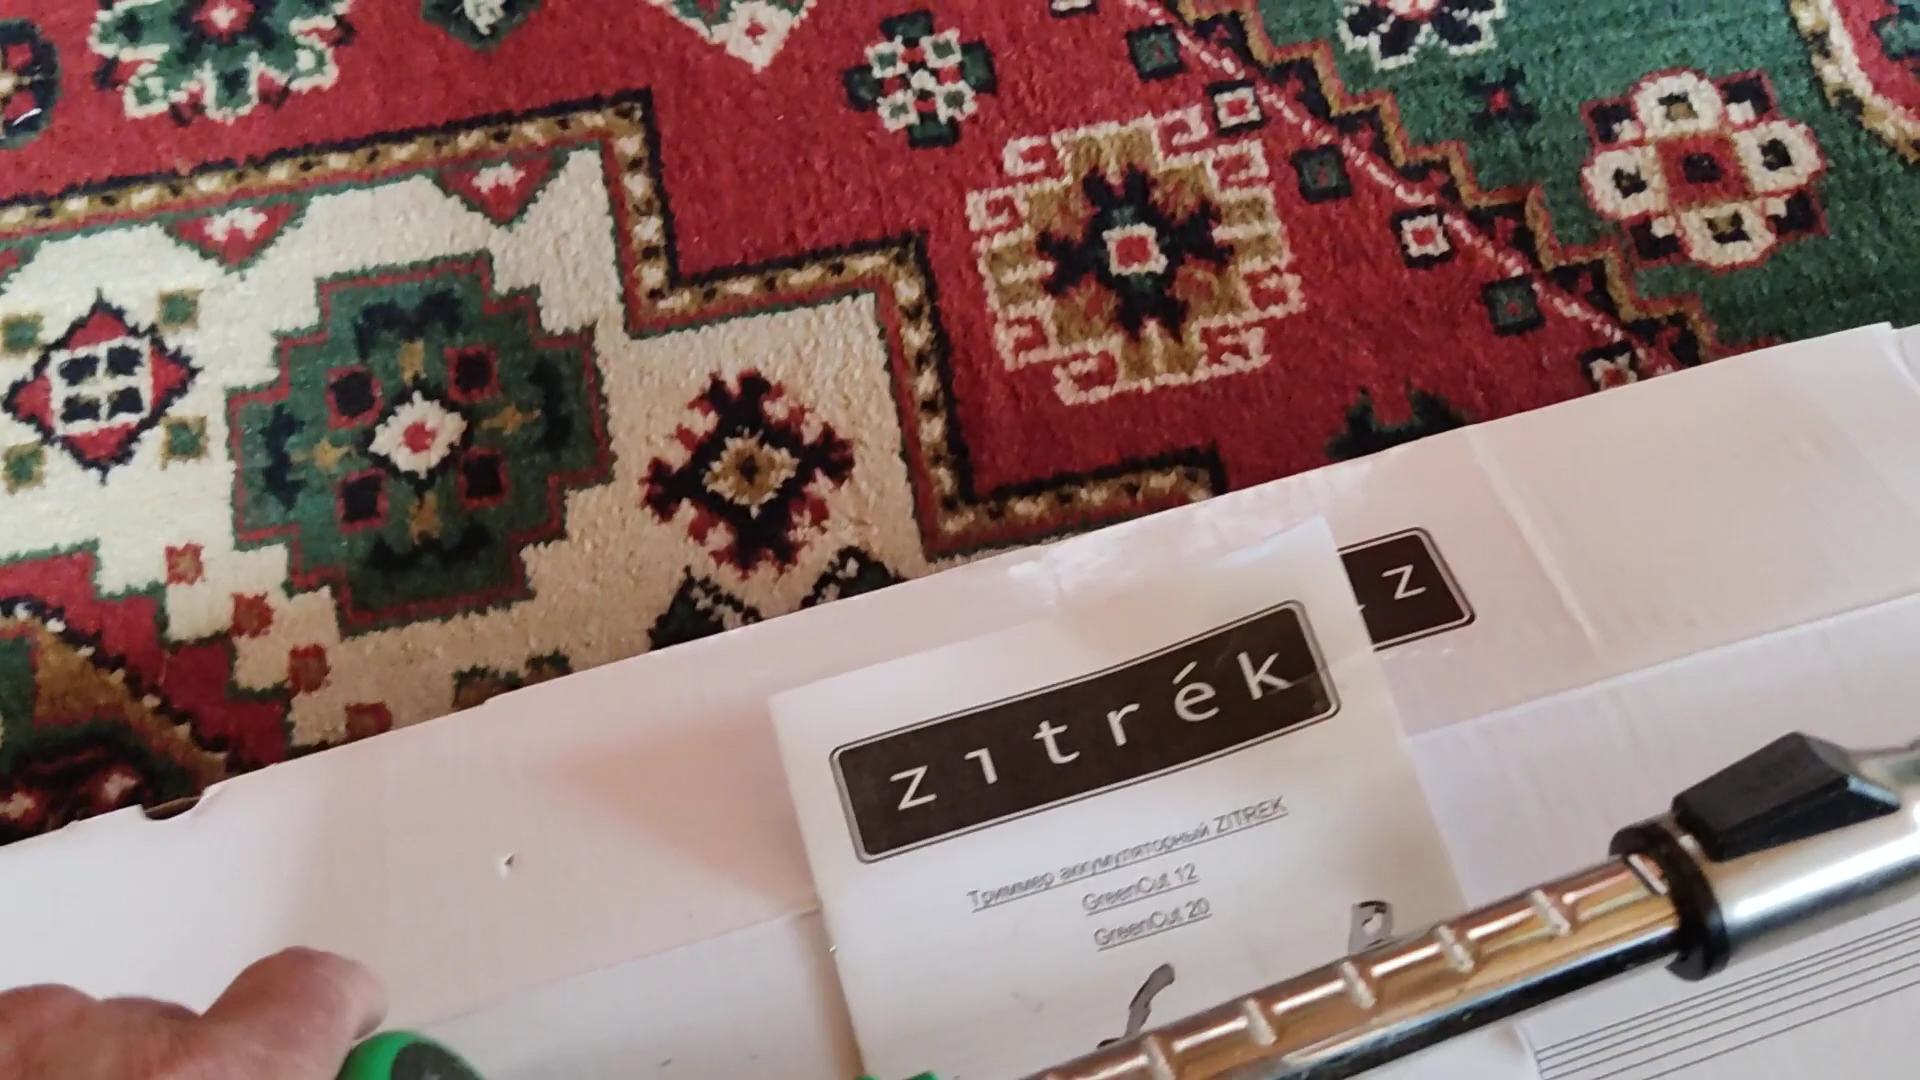 z
zıtrék
Триммер аккумуляторный ZITREK
GreenCut 12
GreenCut 20